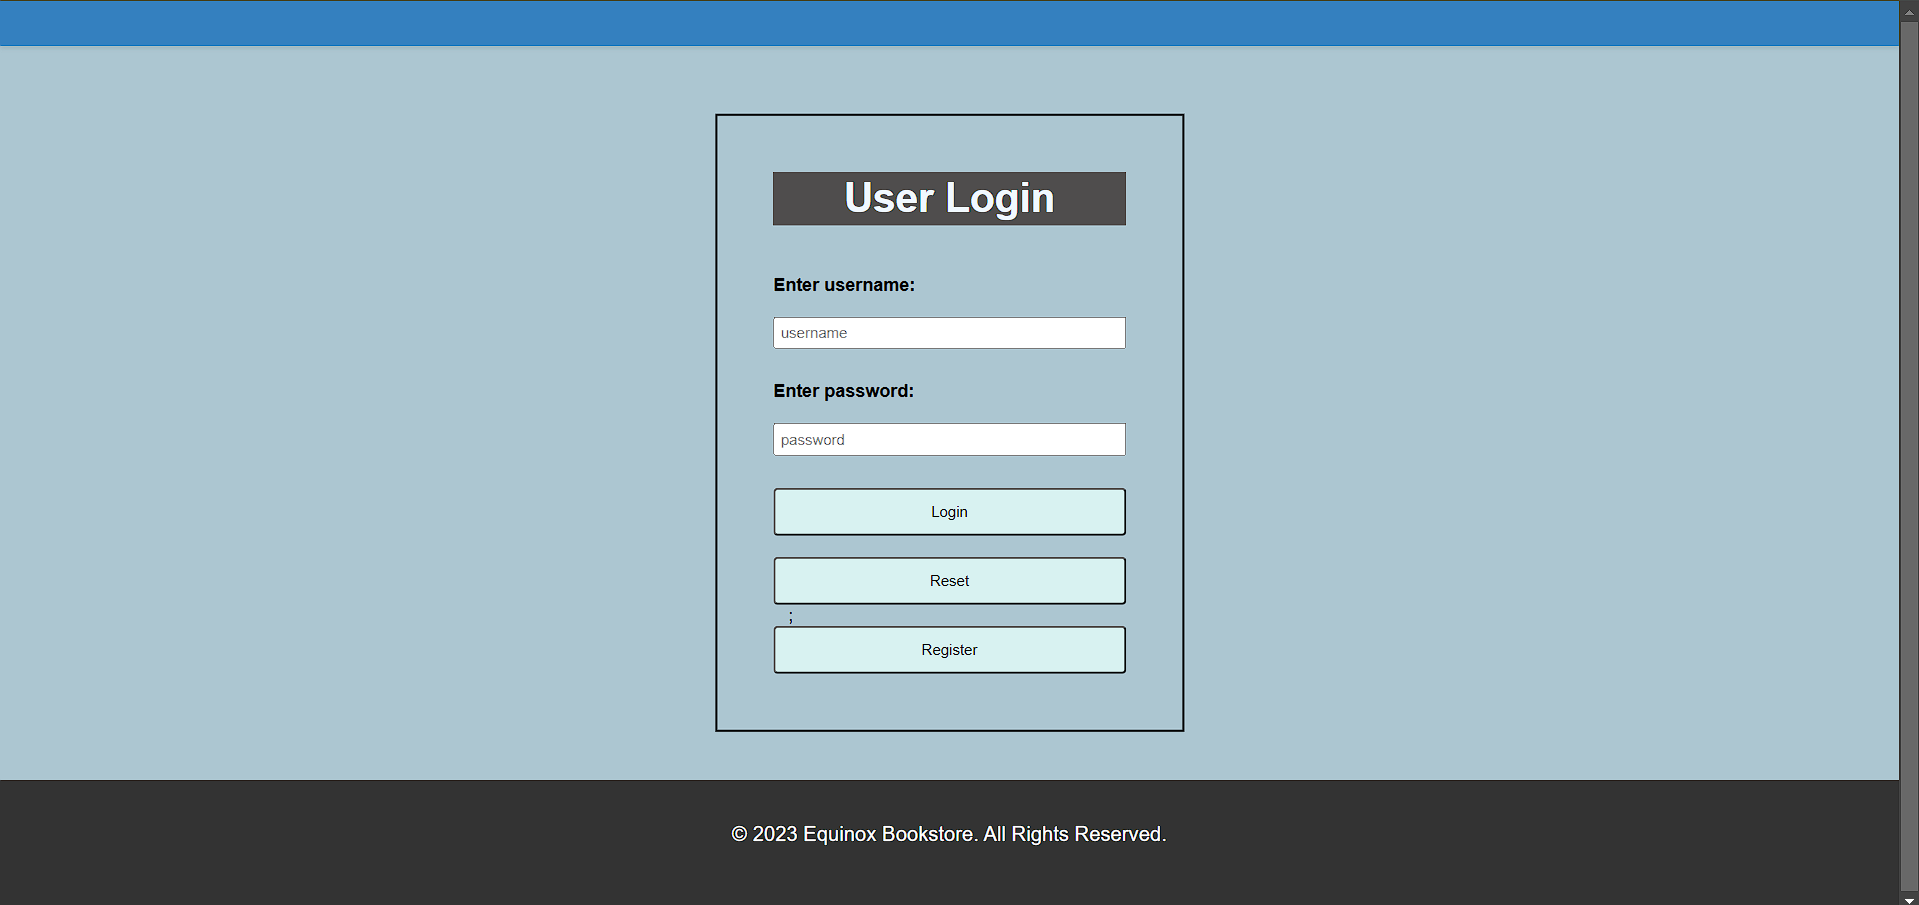 User Login
Enter username:
username
Enter password:
password
Login
Reset
;
Register
© 2023 Equinox Bookstore. All Rights Reserved.